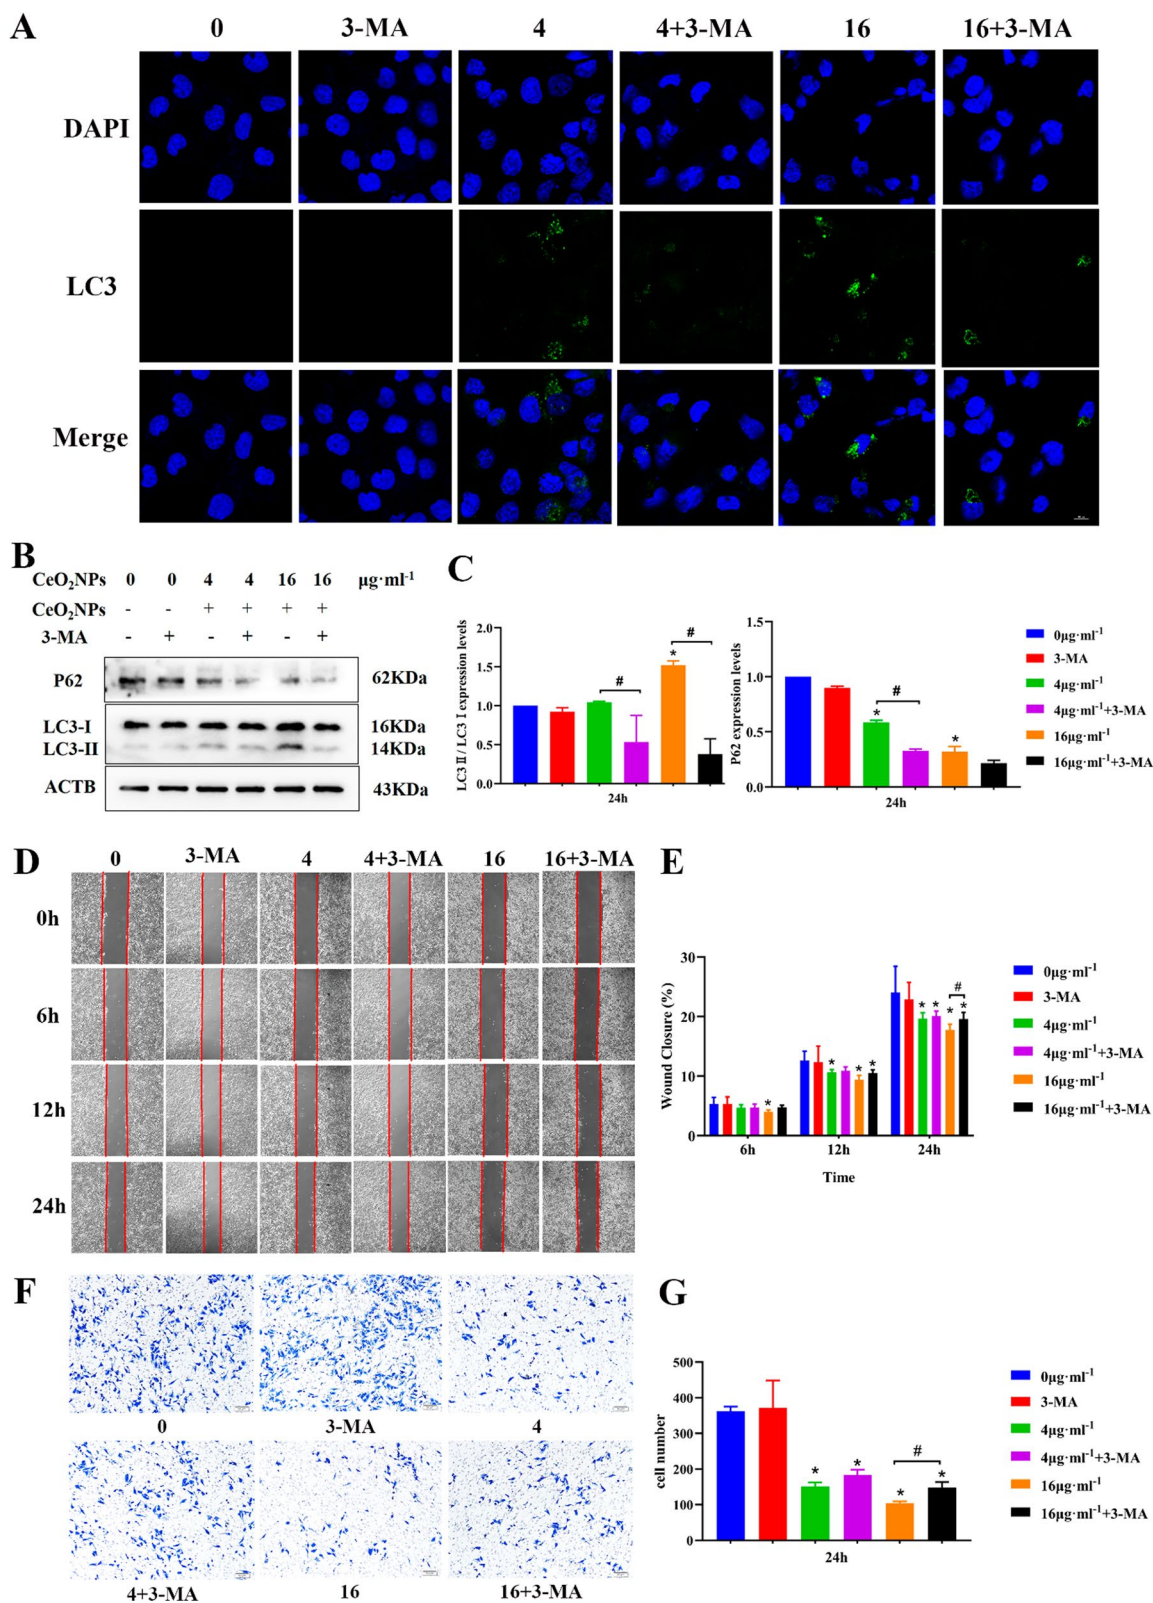 A
0 3-MA 4 4+3-MA 16 16+3-MA
DAPI
LC3
Merge
B
CeO₂NPs 0 0 4 4 16 16 μg·ml⁻¹
CeO₂NPs - - + + + +
3-MA - + - + - +
P62 62KDa
LC3-I 16KDa
LC3-II 14KDa
ACTB 43KDa
C
LC3 Ⅱ / LC3 Ⅰ expression levels
2.0
1.5
1.0
0.5
0.0
#
#
*
24h
P62 expression levels
1.5
1.0
0.5
0.0
*
#
*
24h
0μg·ml⁻¹
3-MA
4μg·ml⁻¹
4μg·ml⁻¹+3-MA
16μg·ml⁻¹
16μg·ml⁻¹+3-MA
D
0 3-MA 4 4+3-MA 16 16+3-MA
0h
6h
12h
24h
E
Wound Closure (%)
30
20
10
0
*
* * *
* * * *
#
6h 12h 24h
Time
0μg·ml⁻¹
3-MA
4μg·ml⁻¹
4μg·ml⁻¹+3-MA
16μg·ml⁻¹
16μg·ml⁻¹+3-MA
F
0 3-MA 4
4+3-MA 16 16+3-MA
G
cell number
500
400
300
200
100
0
* * * *
#
24h
0μg·ml⁻¹
3-MA
4μg·ml⁻¹
4μg·ml⁻¹+3-MA
16μg·ml⁻¹
16μg·ml⁻¹+3-MA